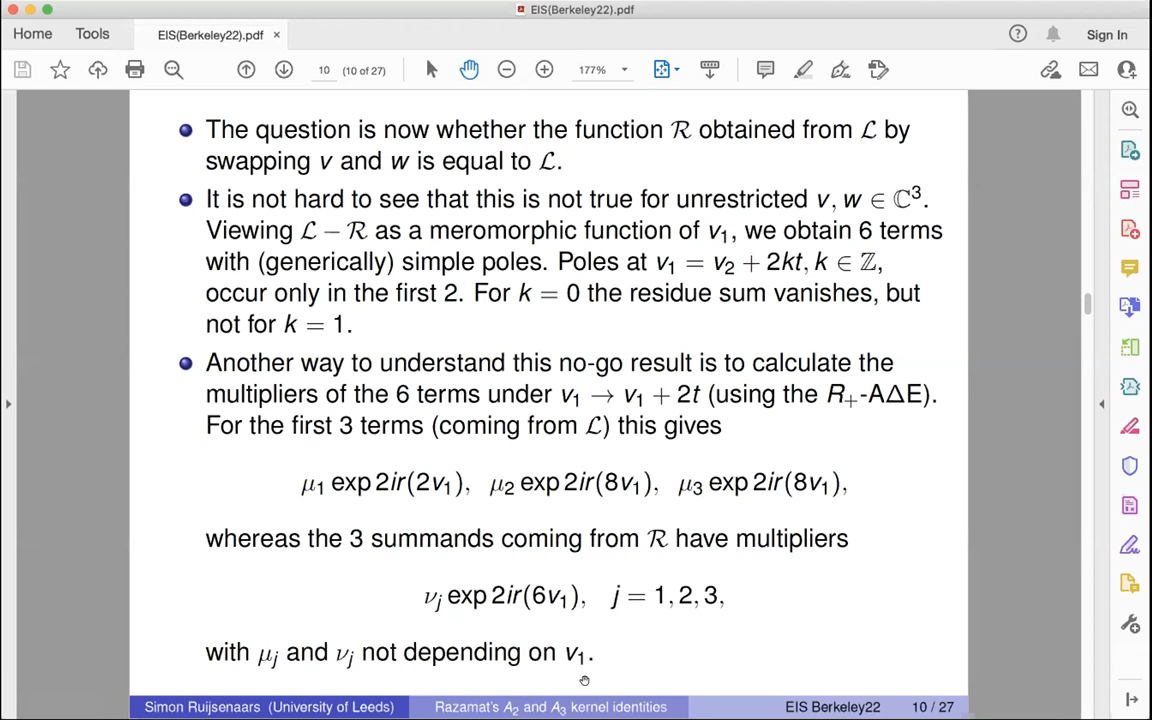 EIS(Berkeley22).pdf
Home Tools EIS(Berkeley22).pdf × Sign In
10 (10 of 27) 177%
• The question is now whether the function ℛ obtained from ℒ by
swapping v and w is equal to ℒ.
• It is not hard to see that this is not true for unrestricted v, w ∈ ℂ³.
Viewing ℒ − ℛ as a meromorphic function of v₁, we obtain 6 terms
with (generically) simple poles. Poles at v₁ = v₂ + 2kt, k ∈ ℤ,
occur only in the first 2. For k = 0 the residue sum vanishes, but
not for k = 1.
• Another way to understand this no-go result is to calculate the
multipliers of the 6 terms under v₁ → v₁ + 2t (using the R₊-AΔE).
For the first 3 terms (coming from ℒ) this gives
μ₁ exp 2ir(2v₁), μ₂ exp 2ir(8v₁), μ₃ exp 2ir(8v₁),
whereas the 3 summands coming from ℛ have multipliers
νⱼ exp 2ir(6v₁), j = 1, 2, 3,
with μⱼ and νⱼ not depending on v₁.
Simon Ruijsenaars (University of Leeds) Razamat's A₂ and A₃ kernel identities EIS Berkeley22 10 / 27